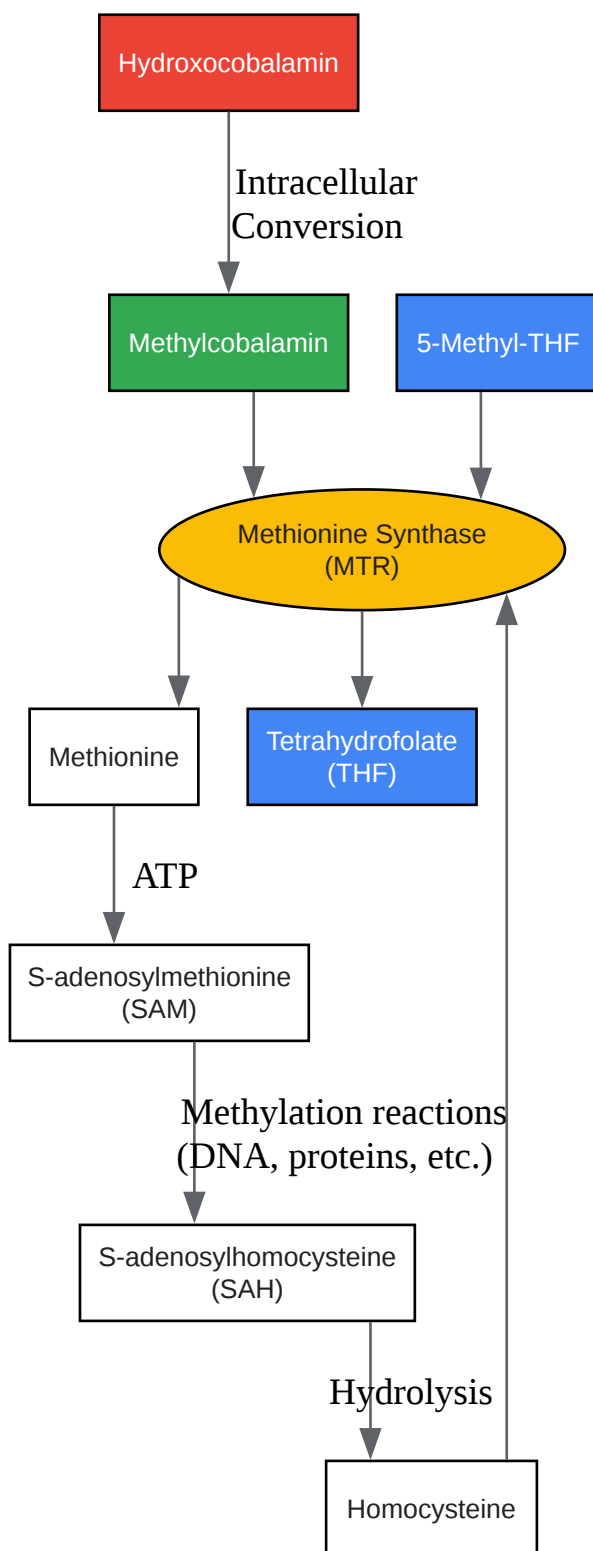 Hydroxocobalamin
Intracellular
Conversion
Methylcobalamin
5-Methyl-THF
Methionine Synthase
(MTR)
Methionine
Tetrahydrofolate
(THF)
ATP
S-adenosylmethionine
(SAM)
Methylation reactions
(DNA, proteins, etc.)
S-adenosylhomocysteine
(SAH)
Hydrolysis
Homocysteine